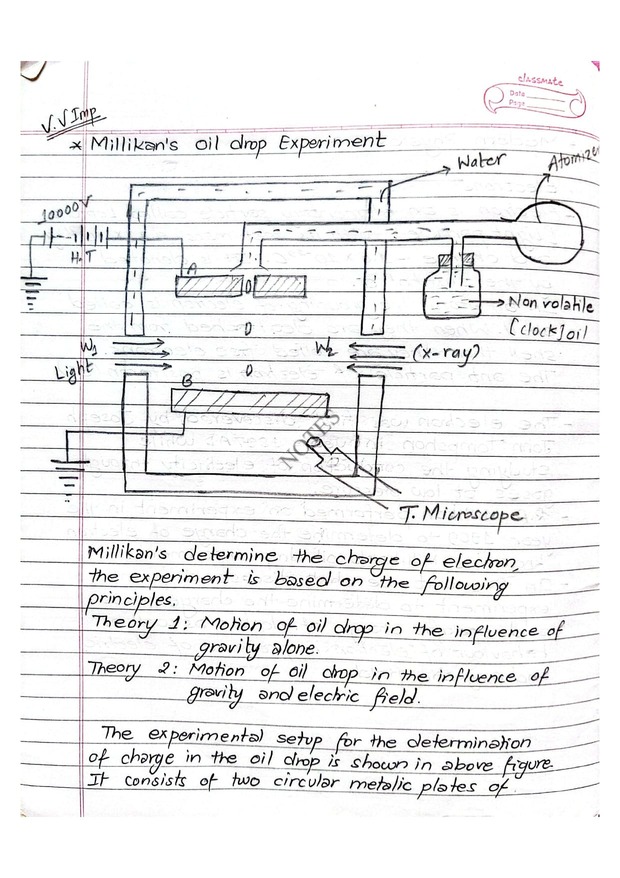 classmate
Date
Page
V.V Imp
* Millikan's oil drop Experiment
Water
Atomizer
10000V
H.T
A
Non volatile
[clock] oil
W1
Light
W2
(x-ray)
B
NOTES
T. Microscope
Millikan's determine the charge of electron,
the experiment is based on the following
principles.
Theory 1: Motion of oil drop in the influence of
gravity alone.
Theory 2: Motion of oil drop in the influence of
gravity and electric field.
The experimental setup for the determination
of charge in the oil drop is shown in above figure.
It consists of two circular metalic plates of